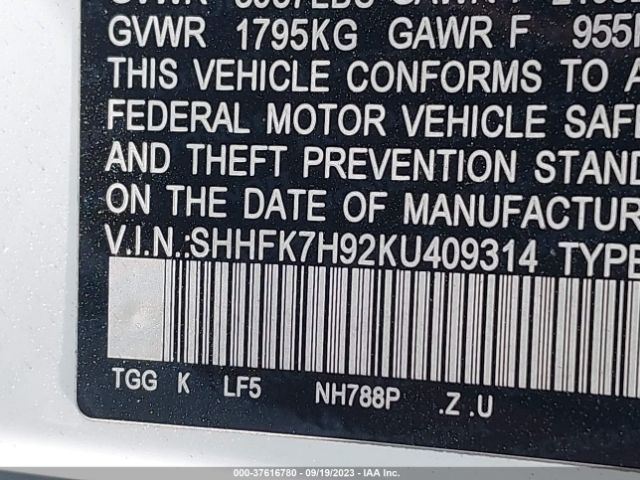 GVWR 1795KG GAWR F 955
THIS VEHICLE CONFORMS TO A
FEDERAL MOTOR VEHICLE SAF
AND THEFT PREVENTION STAND
ON THE DATE OF MANUFACTUR
V.I.N.:SHHFK7H92KU409314 TYPE
TGG K LF5 NH788P .Z .U
000-37616780 - 09/19/2023 - IAA Inc.